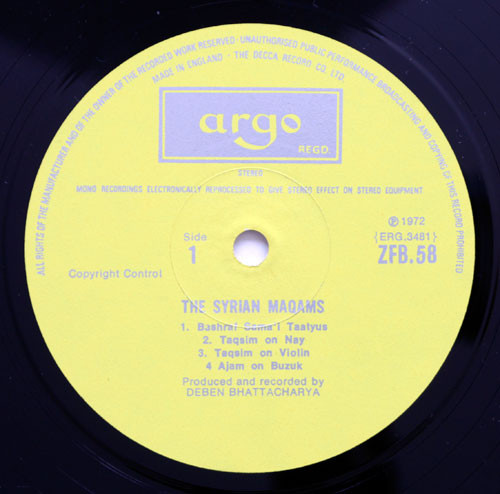 ALL RIGHTS OF THE MANUFACTURER AND OF THE OWNER OF THE RECORDED WORK RESERVED · UNAUTHORISED PUBLIC PERFORMANCE BROADCASTING AND COPYING OF THIS RECORD PROHIBITED
MADE IN ENGLAND · THE DECCA RECORD CO. LTD.
argo
REGD.
STEREO
MONO RECORDINGS ELECTRONICALLY REPROCESSED TO GIVE STEREO EFFECT ON STEREO EQUIPMENT
℗ 1972
Side
1
(ERG.3481)
ZFB.58
Copyright Control
THE SYRIAN MAQAMS
1. Bashraf Sama'i Taatyus
2. Taqsim on Nay
3. Taqsim on Violin
4 Ajam on Buzuk
Produced and recorded by
DEBEN BHATTACHARYA